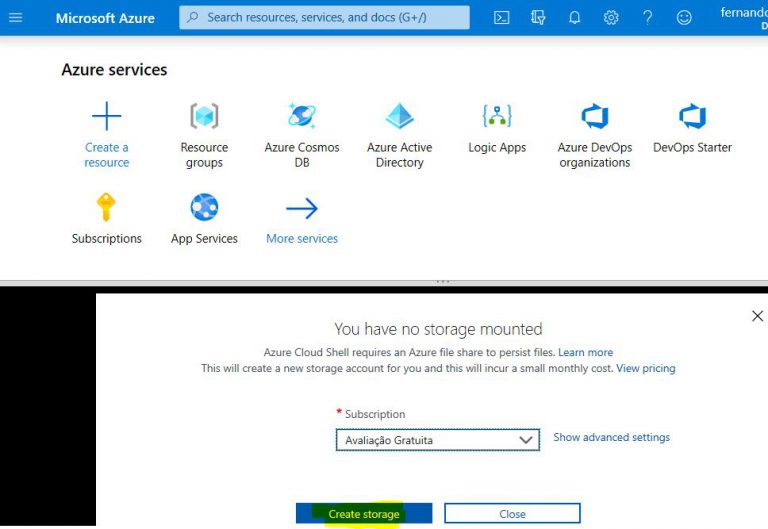 Microsoft Azure
Search resources, services, and docs (G+/)
fernando
D
Azure services
Create a
resource
Resource
groups
Azure Cosmos
DB
Azure Active
Directory
Logic Apps
Azure DevOps
organizations
DevOps Starter
Subscriptions
App Services
More services
You have no storage mounted
Azure Cloud Shell requires an Azure file share to persist files. Learn more
This will create a new storage account for you and this will incur a small monthly cost. View pricing
* Subscription
Avaliação Gratuita
Show advanced settings
Create storage
Close